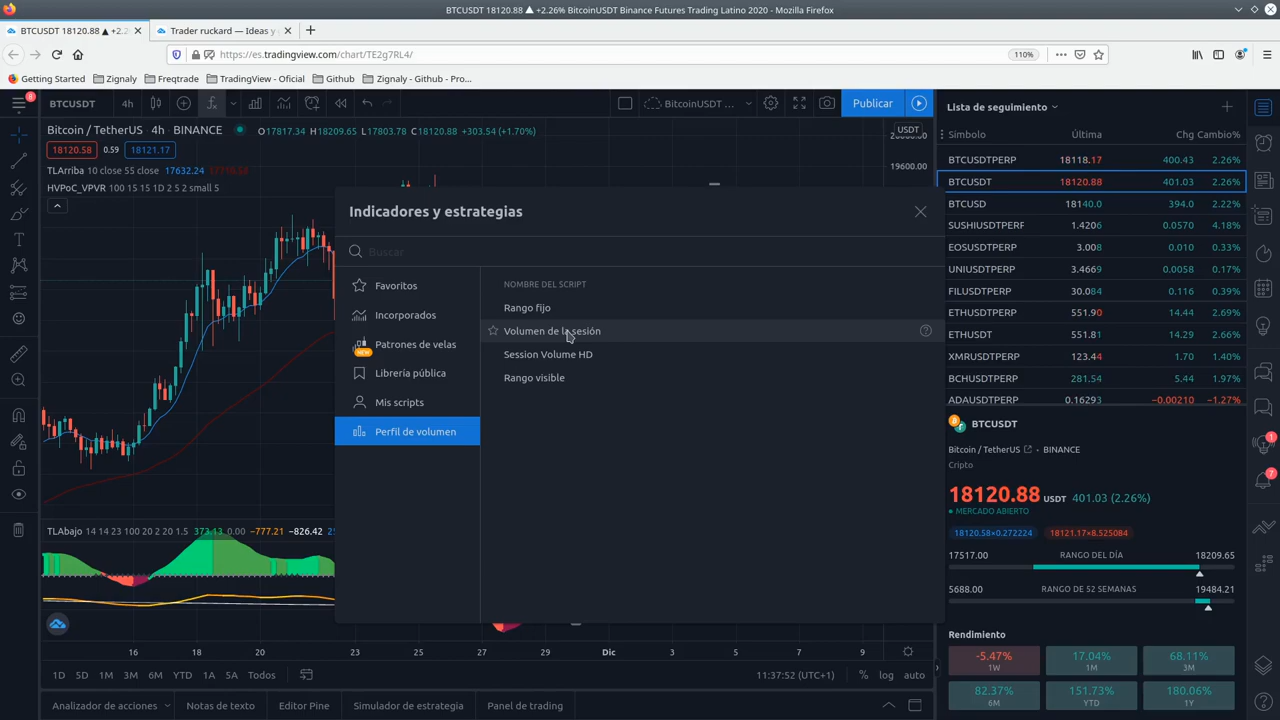 BTCUSDT 18120.88 ▲ +2.26% BitcoinUSDT Binance Futures Trading Latino 2020 - Mozilla Firefox
BTCUSDT 18120.88 ▲ +2.2
Trader ruckard — Ideas y
https://es.tradingview.com/chart/TE2g7RL4/
110%
Getting Started
Zignaly
Freqtrade
TradingView - Oficial
Github
Zignaly - Github - Pro...
8
BTCUSDT
4h
BitcoinUSDT ...
Publicar
Bitcoin / TetherUS 4h · BINANCE
O17817.34 H18209.65 L17803.78 C18120.88 +303.54 (+1.70%)
18120.58
0.59
18121.17
TLArriba 10 close 55 close 17632.24
HVPoC_VPVR 100 15 15 1D 2 5 2 small 5
USDT
19600.00
Indicadores y estrategias
Buscar
Favoritos
Incorporados
Patrones de velas
NEW
Librería pública
Mis scripts
Perfil de volumen
NOMBRE DEL SCRIPT
Rango fijo
Volumen de la sesión
Session Volume HD
Rango visible
TLAbajo 14 14 23 100 20 2 20 1.5 373.13 0.00 −777.21 −826.42
16
18
20
23
25
27
29
Dic
3
5
7
9
1D
5D
1M
3M
6M
YTD
1A
5A
Todos
11:37:52 (UTC+1)
%
log
auto
Analizador de acciones
Notas de texto
Editor Pine
Simulador de estrategia
Panel de trading
Lista de seguimiento
Símbolo Última Chg Cambio%
BTCUSDTPERP 18118.17 400.43 2.26%
BTCUSDT 18120.88 401.03 2.26%
BTCUSD 18140.0 394.0 2.22%
SUSHIUSDTPERF 1.4206 0.0570 4.18%
EOSUSDTPERP 3.008 0.010 0.33%
UNIUSDTPERP 3.4669 0.0058 0.17%
FILUSDTPERP 30.084 0.116 0.39%
ETHUSDTPERP 551.90 14.44 2.69%
ETHUSDT 551.81 14.29 2.66%
XMRUSDTPERP 123.44 1.70 1.40%
BCHUSDTPERP 281.54 5.44 1.97%
ADAUSDTPERP 0.16293 −0.00210 −1.27%
BTCUSDT
Bitcoin / TetherUS • BINANCE
Cripto
18120.88 USDT 401.03 (2.26%)
MERCADO ABIERTO
18120.58×0.272224
18121.17×8.525084
17517.00 RANGO DEL DÍA 18209.65
5688.00 RANGO DE 52 SEMANAS 19484.21
Rendimiento
-5.47%
1W
17.04%
1M
68.11%
3M
82.37%
6M
151.73%
YTD
180.06%
1Y
1
7